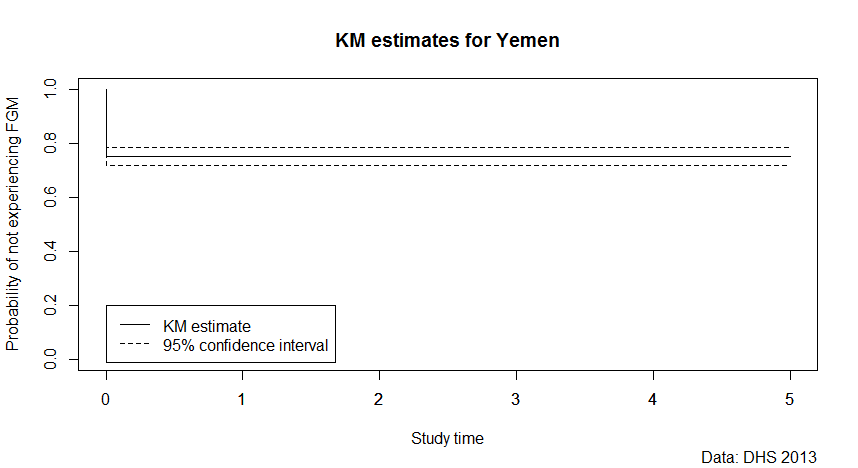 KM estimates for Yemen
Probability of not experiencing FGM
1.0
0.8
0.6
0.4
0.2
0.0
KM estimate
95% confidence interval
0 1 2 3 4 5
Study time
Data: DHS 2013